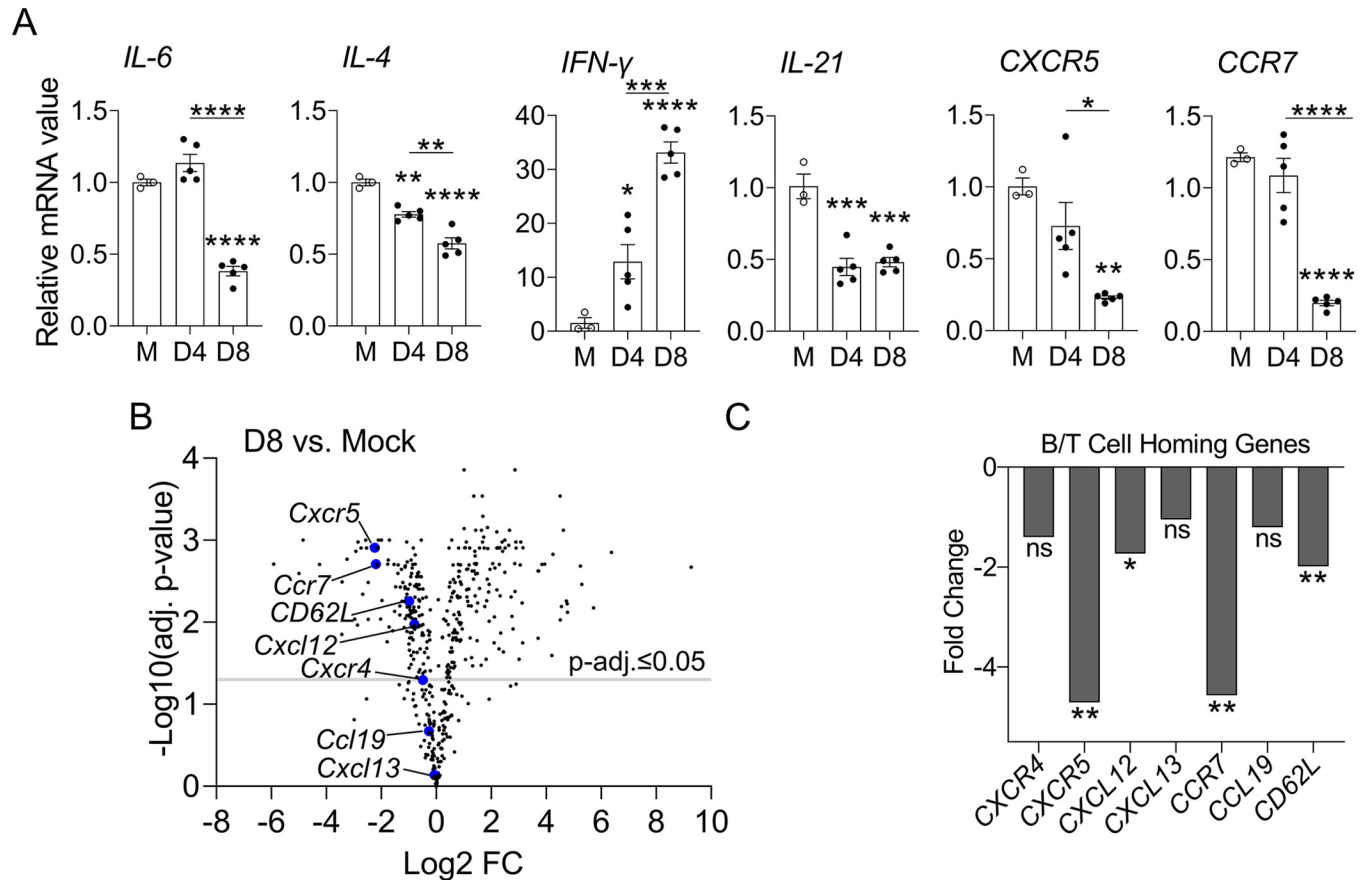 A
IL-6
IL-4
IFN-γ
IL-21
CXCR5
CCR7
Relative mRNA value
1.5
1.0
0.5
0.0
****
****
M D4 D8
1.5
1.0
0.5
0.0
**
**
****
M D4 D8
40
30
20
10
0
***
****
*
M D4 D8
1.5
1.0
0.5
0.0
***
***
M D4 D8
1.5
1.0
0.5
0.0
*
**
M D4 D8
1.5
1.0
0.5
0.0
****
****
M D4 D8
B
D8 vs. Mock
-Log10(adj. p-value)
4
3
2
1
0
Cxcr5
Ccr7
CD62L
Cxcl12
Cxcr4
Ccl19
Cxcl13
p-adj.≤0.05
-8 -6 -4 -2 0 2 4 6 8 10
Log2 FC
C
B/T Cell Homing Genes
Fold Change
0
-2
-4
ns
**
*
ns
**
ns
**
CXCR4
CXCR5
CXCL12
CXCL13
CCR7
CCL19
CD62L